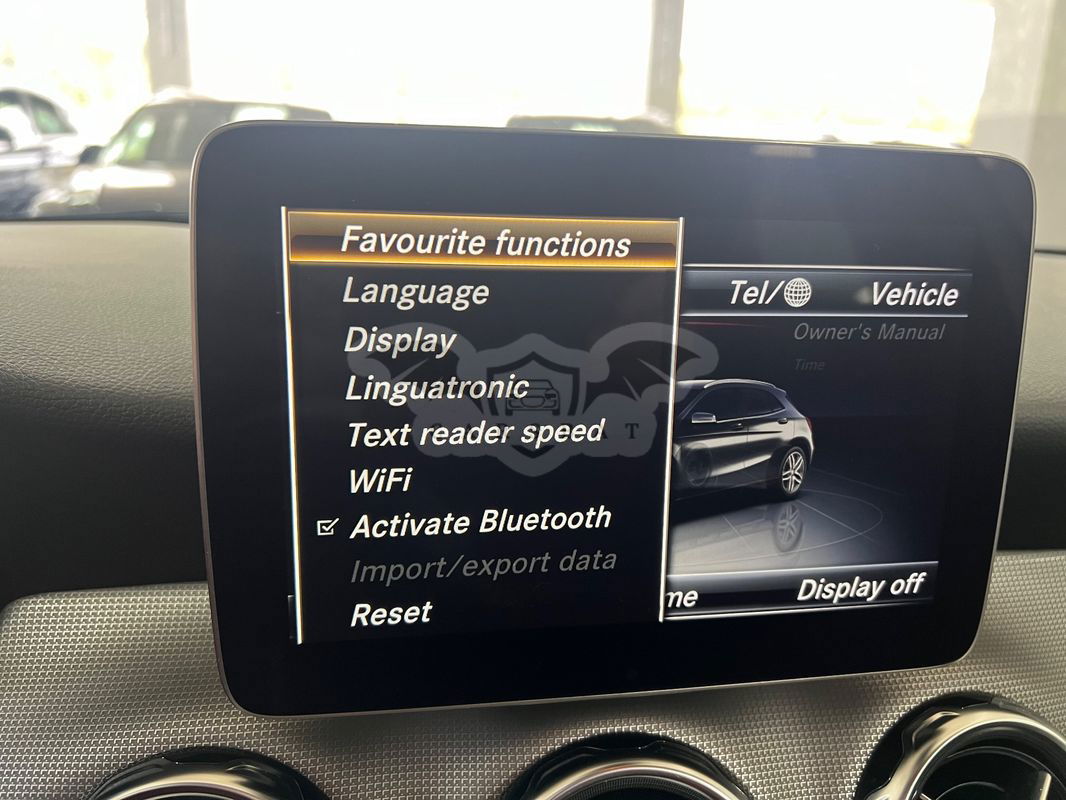 Favourite functions
Language
Display
Linguatronic
Text reader speed
WiFi
Activate Bluetooth
Import/export data
Reset
Tel/
Vehicle
Owner's Manual
Time
me
Display off